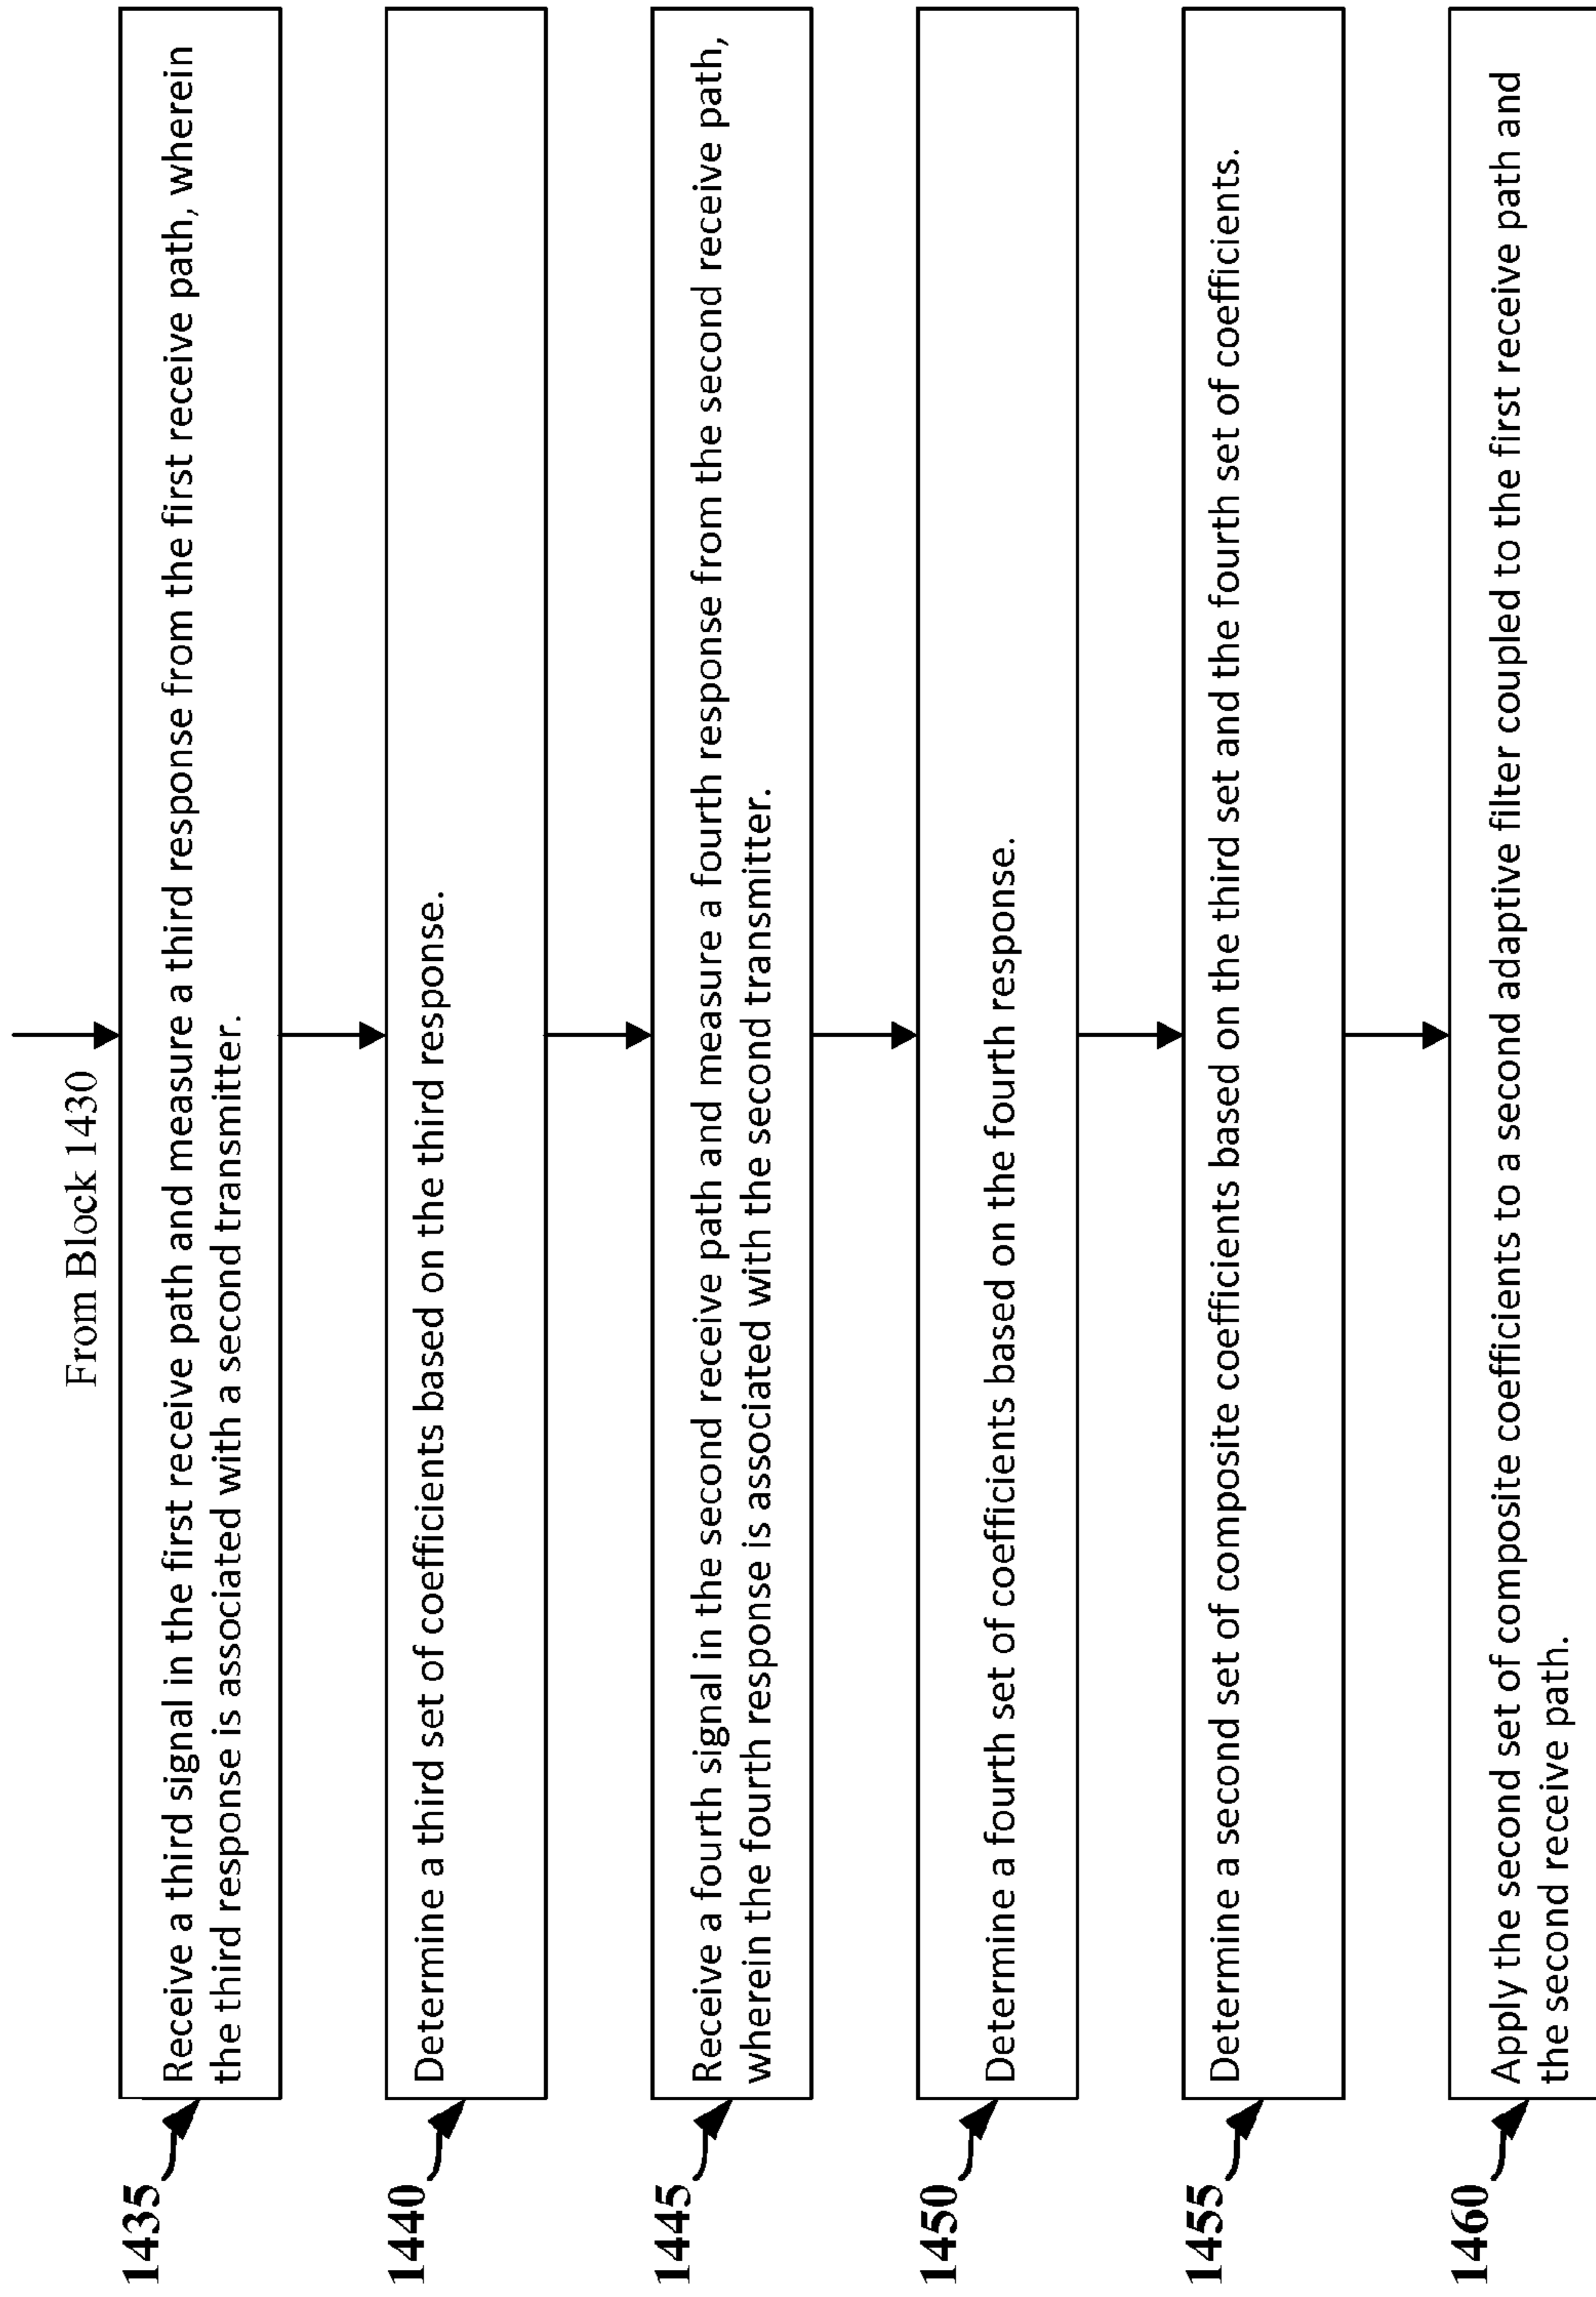 From Block 1430
1435
Receive a third signal in the first receive path and measure a third response from the first receive path, wherein
the third response is associated with a second transmitter.
1440
Determine a third set of coefficients based on the third response.
1445
Receive a fourth signal in the second receive path and measure a fourth response from the second receive path,
wherein the fourth response is associated with the second transmitter.
1450
Determine a fourth set of coefficients based on the fourth response.
1455
Determine a second set of composite coefficients based on the third set and the fourth set of coefficients.
1460
Apply the second set of composite coefficients to a second adaptive filter coupled to the first receive path and
the second receive path.